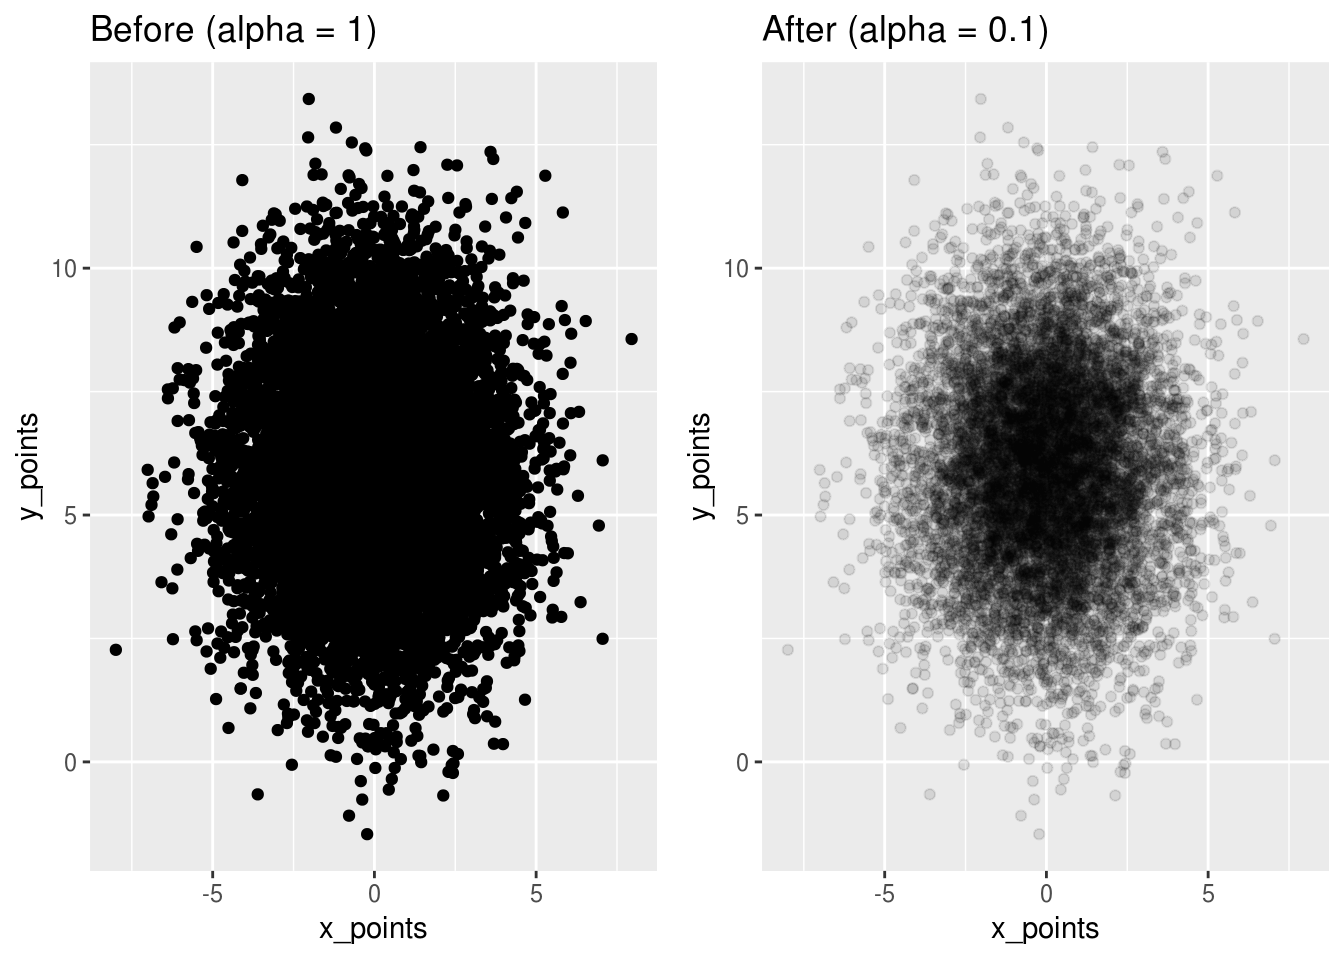 Before (alpha = 1)
y_points
10
5
0
-5
0
5
x_points
After (alpha = 0.1)
y_points
10
5
0
-5
0
5
x_points